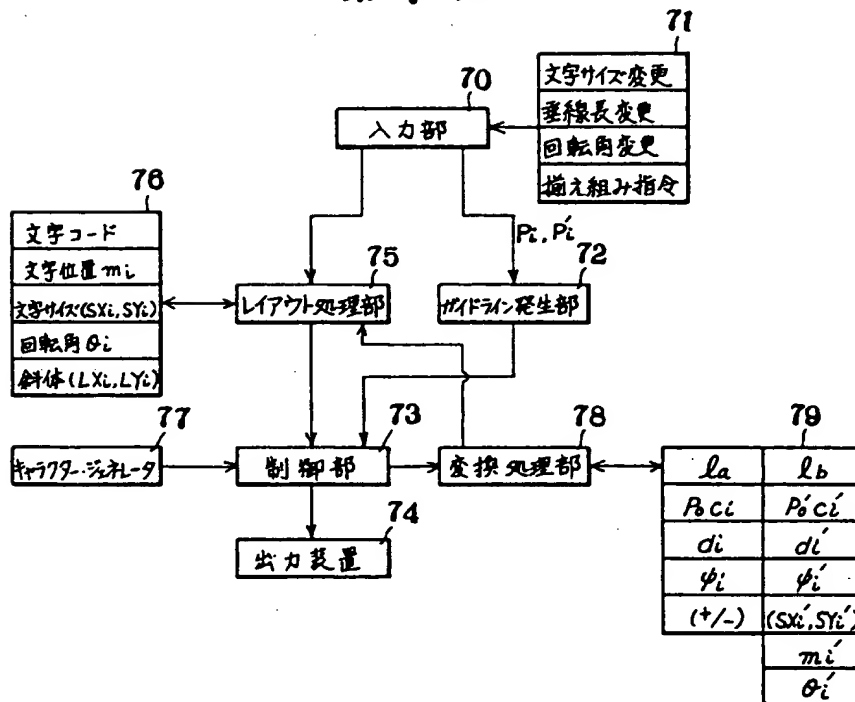 71
文字サイズ変更
垂線長変更
回転角変更
揃え組み指令
70
入力部
76
文字コード
文字位置 mi
文字サイズ(SXi, SYi)
回転角 θi
斜体(LXi, LYi)
Pi, Pi′
75
レイアウト処理部
72
ガイドライン発生部
77
キャラクター・ジェネレータ
73
制御部
78
変換処理部
74
出力装置
79
la lb
P₀ci P₀′ci′
di di′
ψi ψi′
(+/-) (SXi′, SYi′)
mi′
θi′